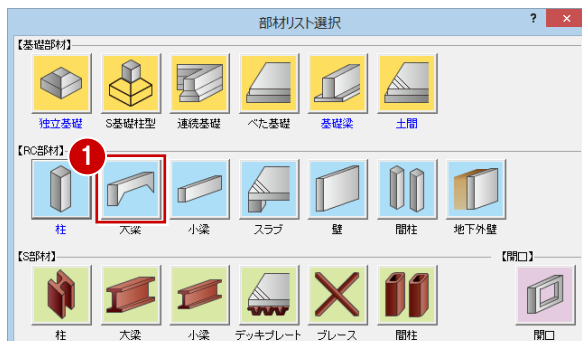 部材リスト選択 ? ×
【基礎部材】
独立基礎 S基礎柱型 連続基礎 べた基礎 基礎梁 土間
【RC部材】
1
柱 大梁 小梁 スラブ 壁 間柱 地下外壁
【S部材】 【開口】
柱 大梁 小梁 デッキプレート ブレース 間柱 開口